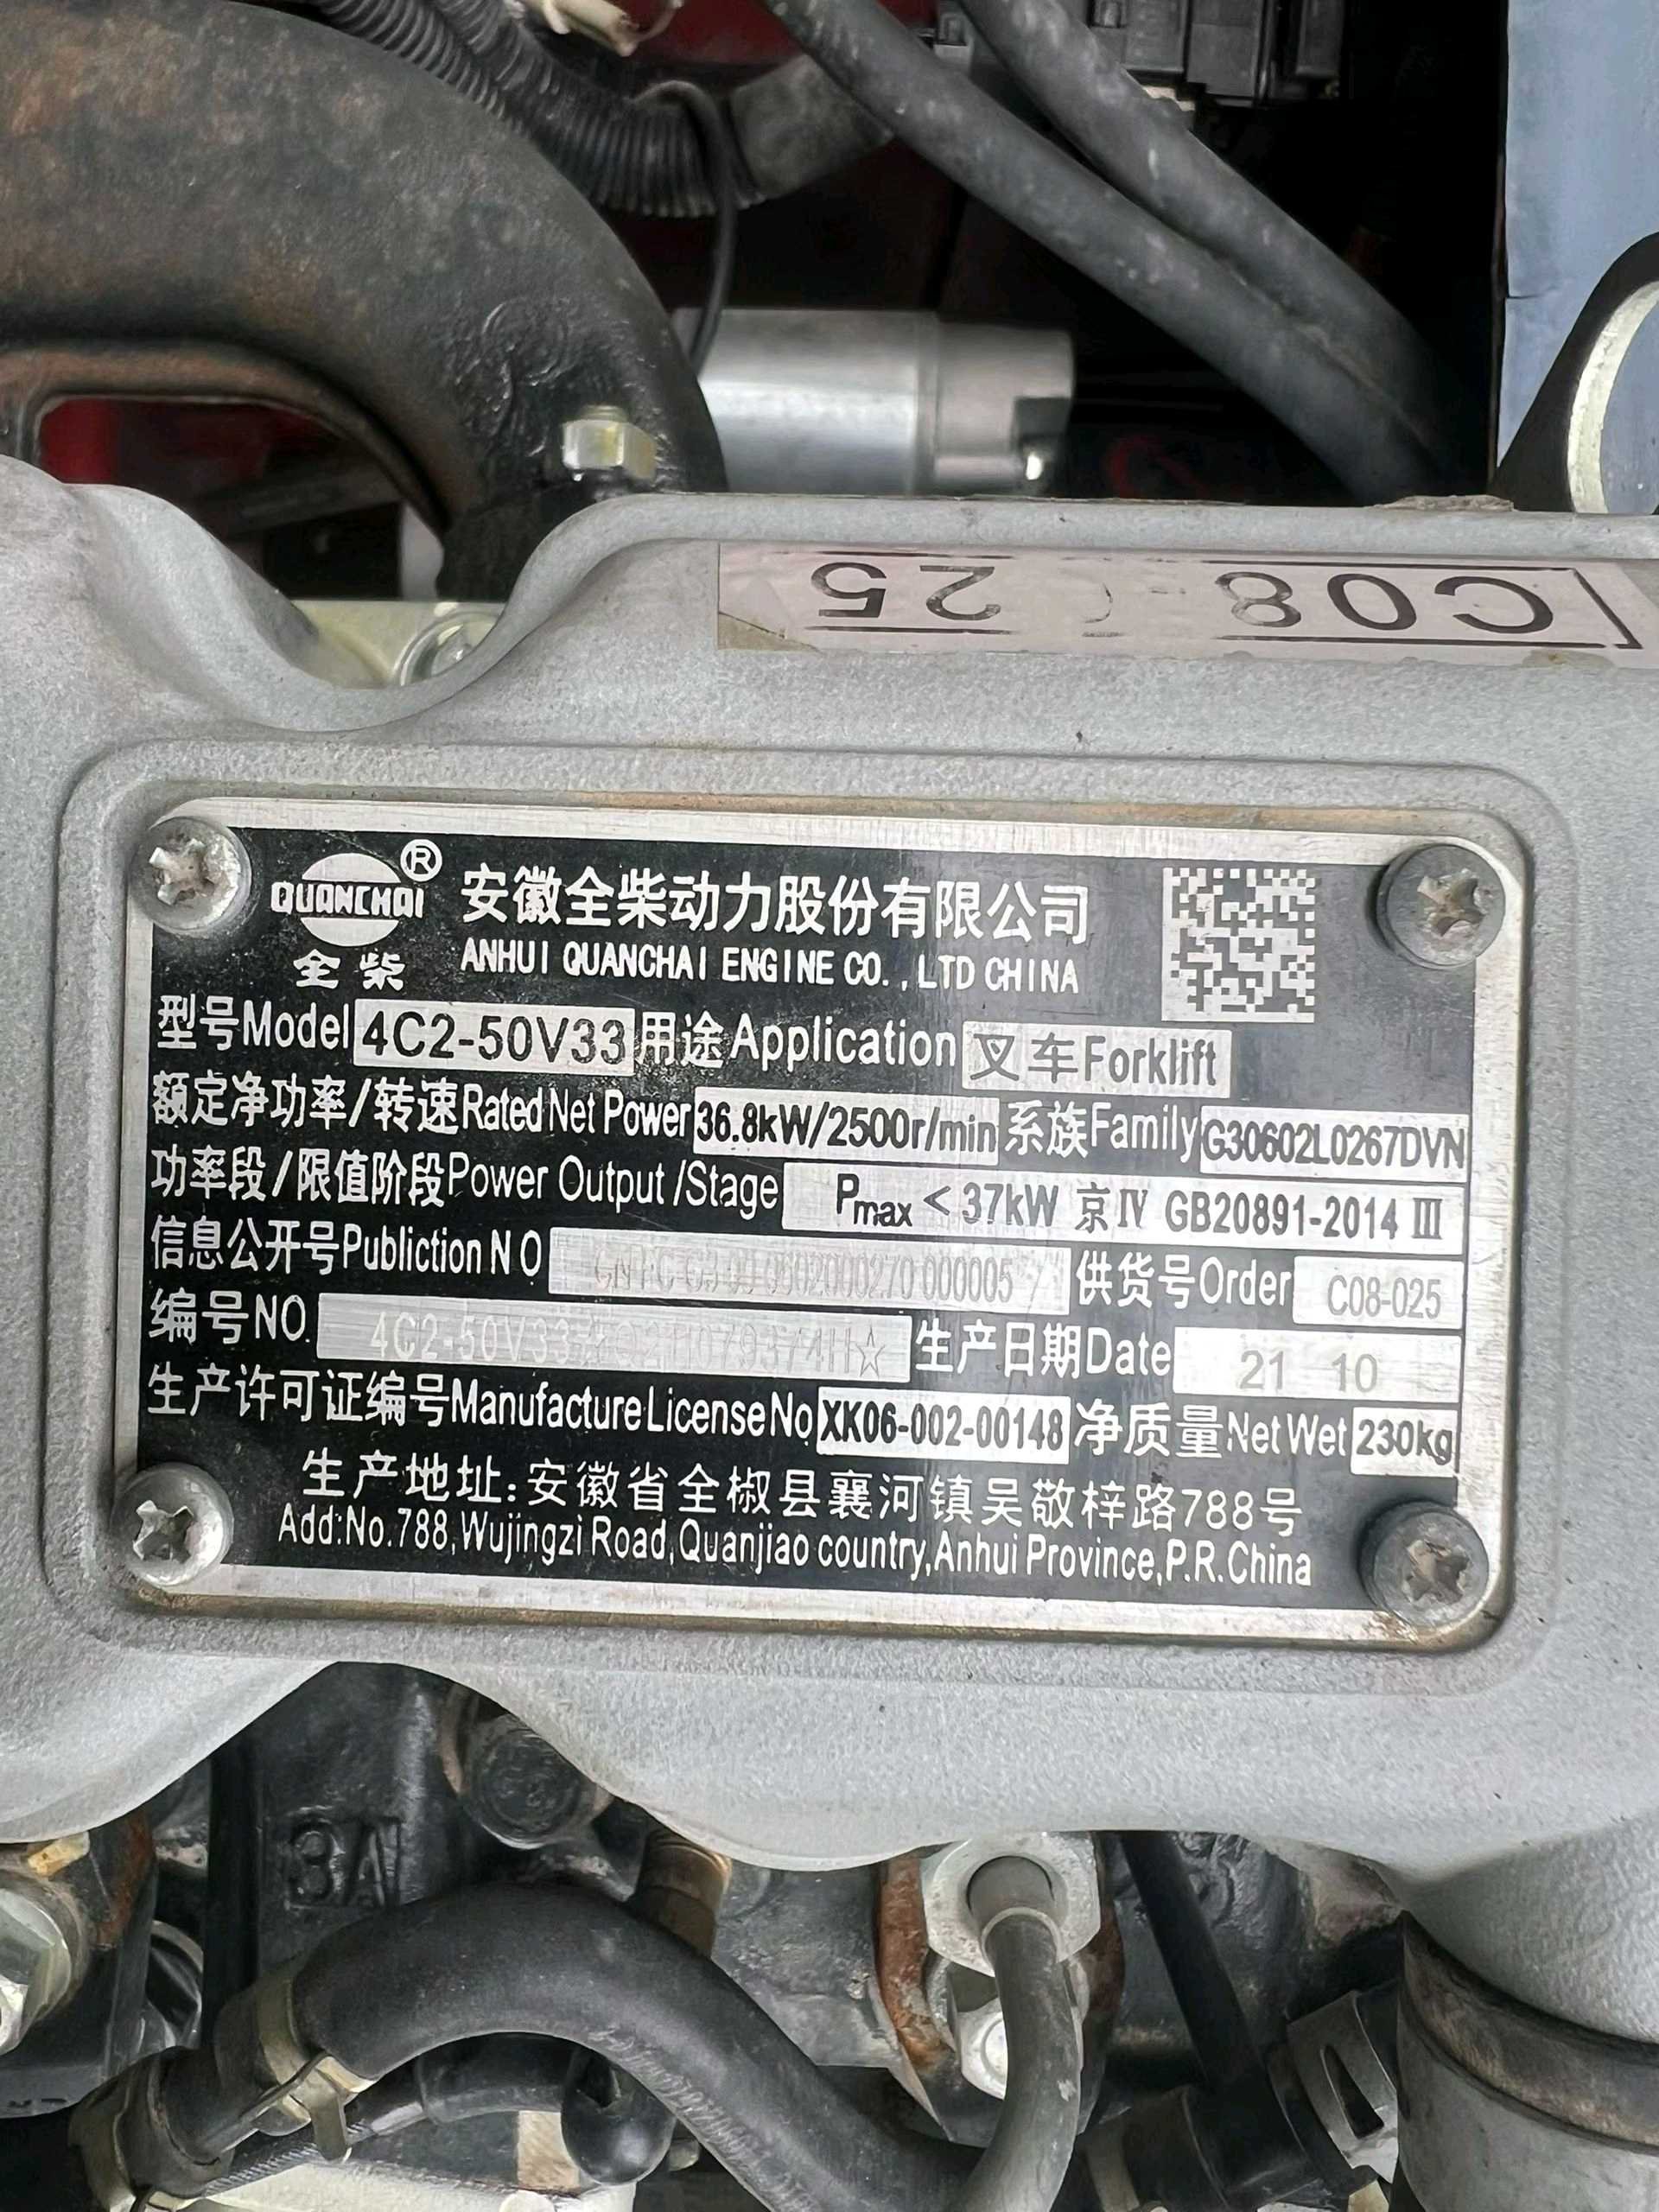 C08 25
QUANCHAI ® 安徽全柴动力股份有限公司
全柴 ANHUI QUANCHAI ENGINE CO.,LTD CHINA
型号Model 4C2-50V33 用途Application 叉车Forklift
额定净功率/转速Rated Net Power 36.8kW/2500r/min 系族Family G30602L0267DVN
功率段/限值阶段Power Output /Stage Pmax < 37kW 京Ⅳ GB20891-2014 Ⅲ
信息公开号Publiction NO 000005 供货号Order C08-025
编号NO. 4C2-50V33 生产日期Date 21 10
生产许可证编号Manufacture License No XK06-002-00148 净质量Net Wet 230kg
生产地址:安徽省全椒县襄河镇吴敬梓路788号
Add:No.788,Wujingzi Road,Quanjiao country,Anhui Province,P.R.China
3A